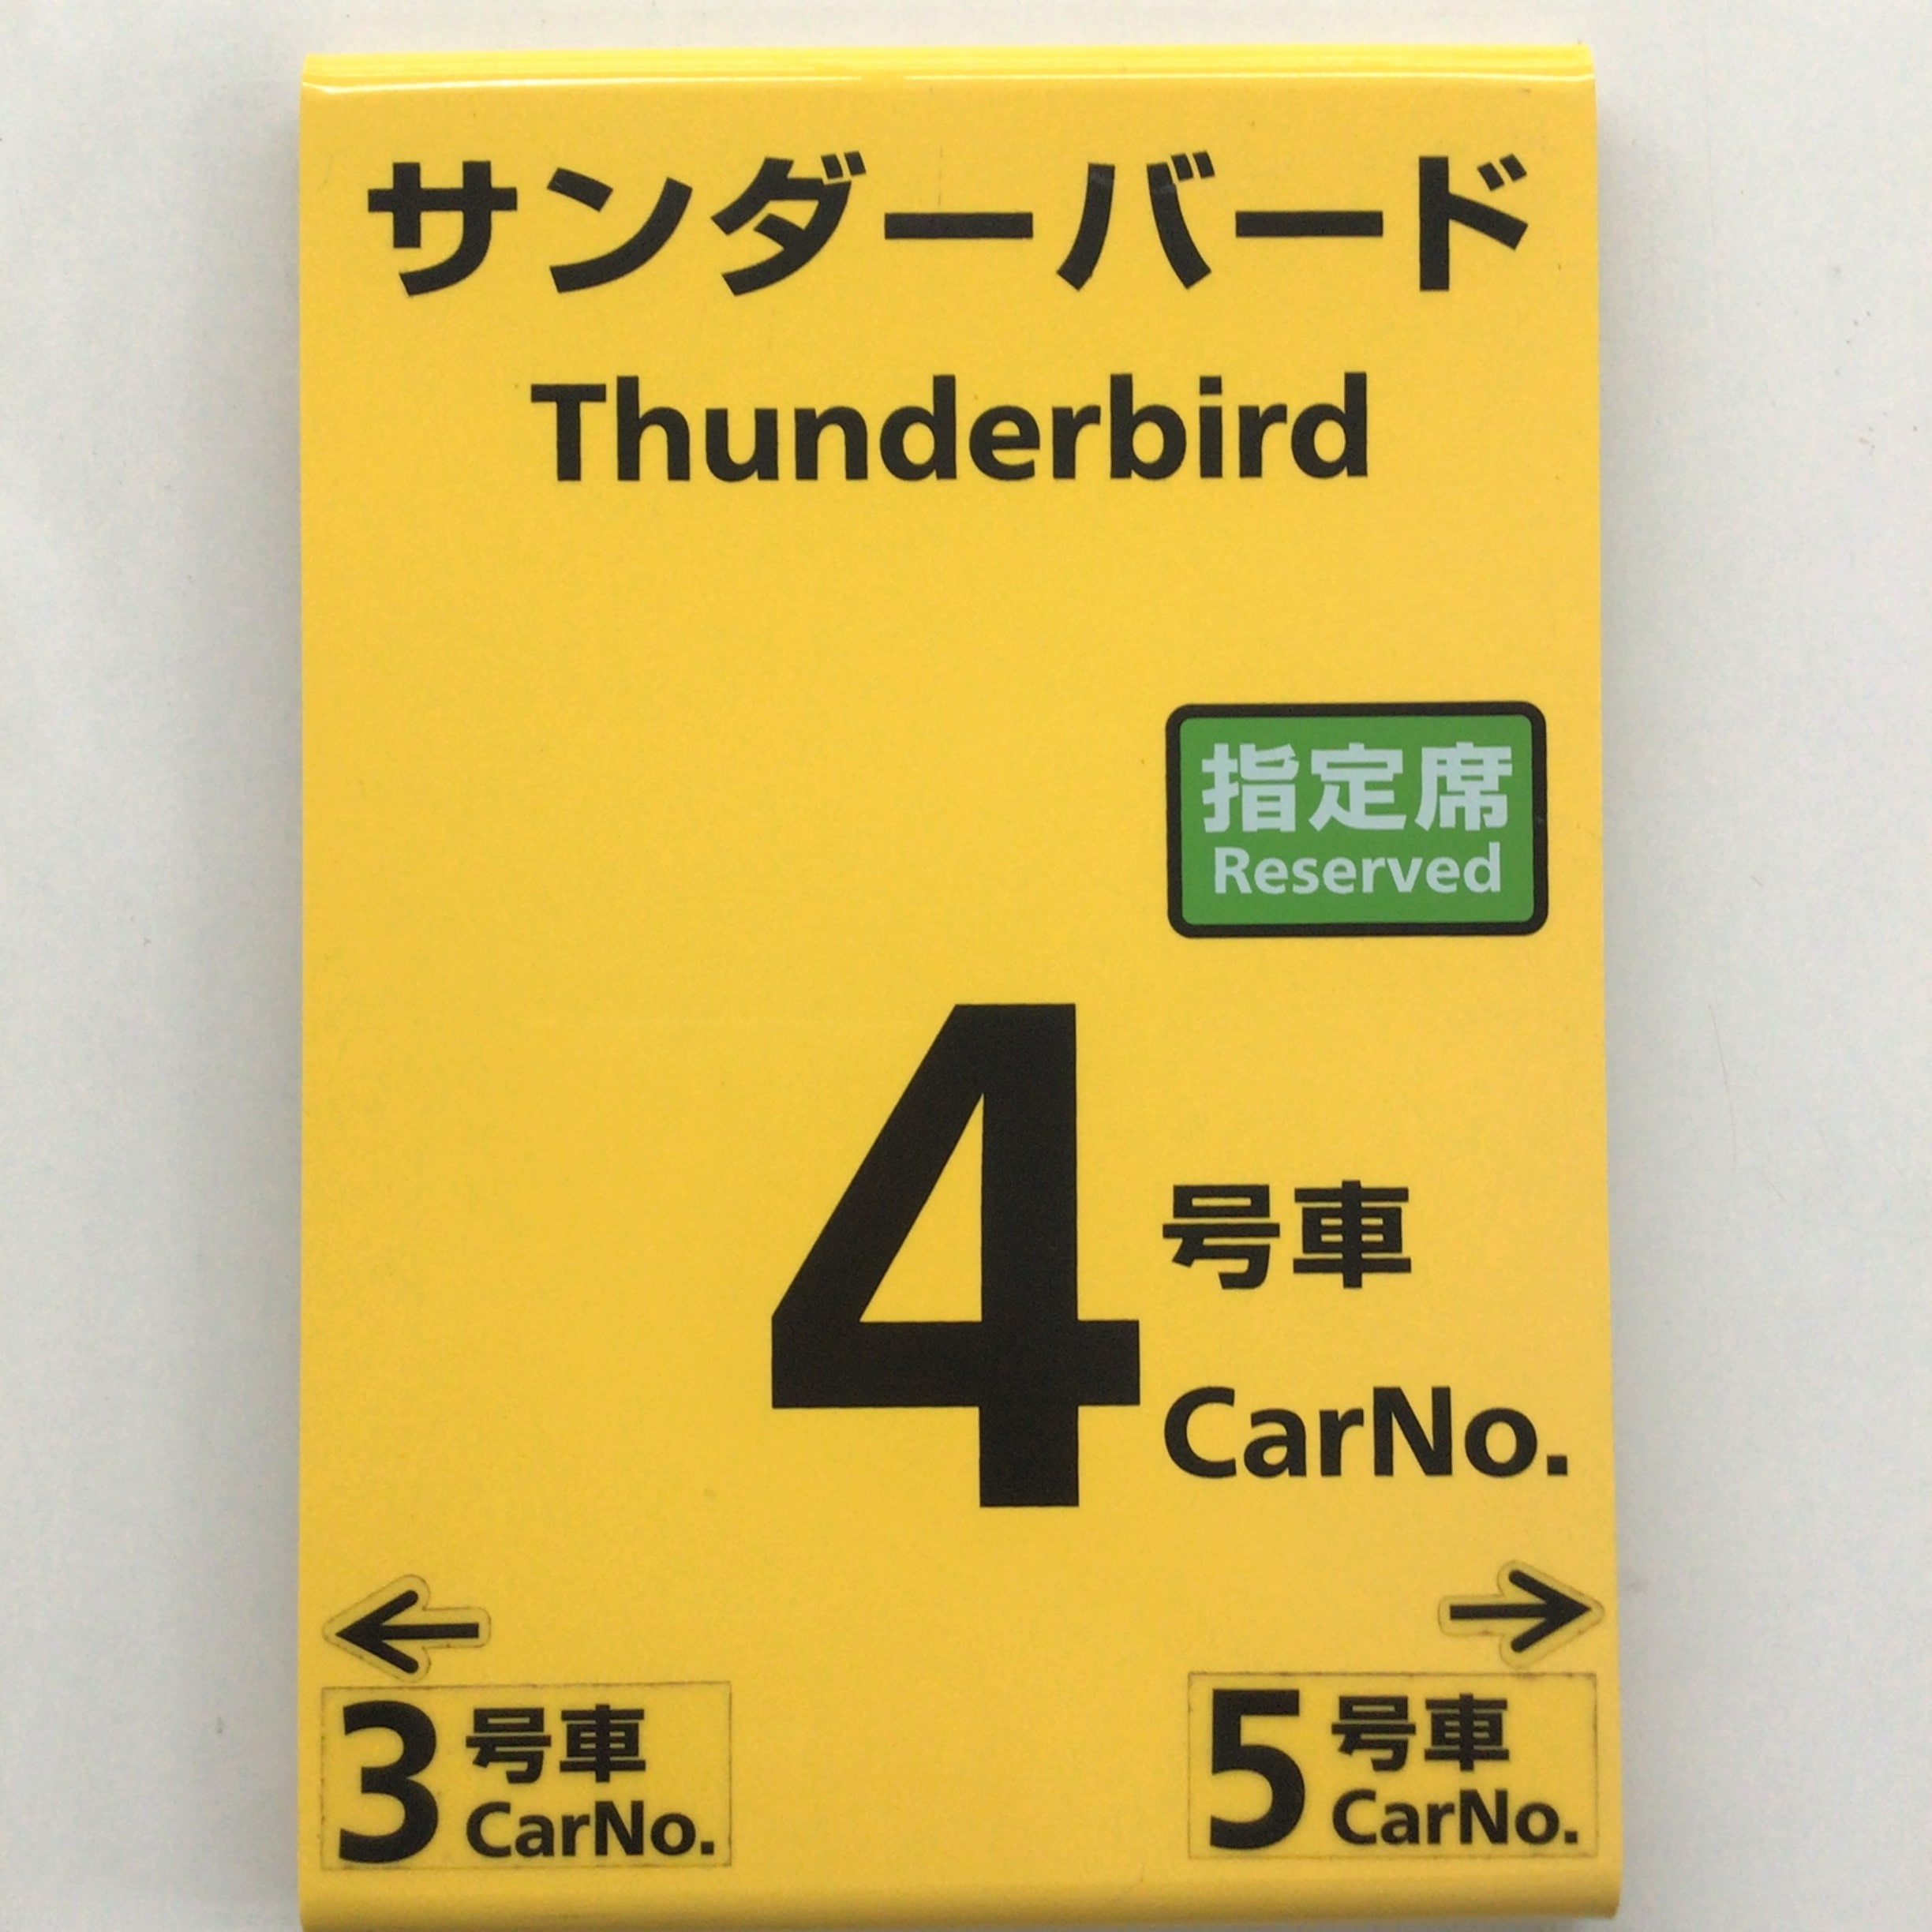 サンダーバード
Thunderbird
指定席
Reserved
4 号車
CarNo.
← →
3 号車
CarNo.
5 号車
CarNo.